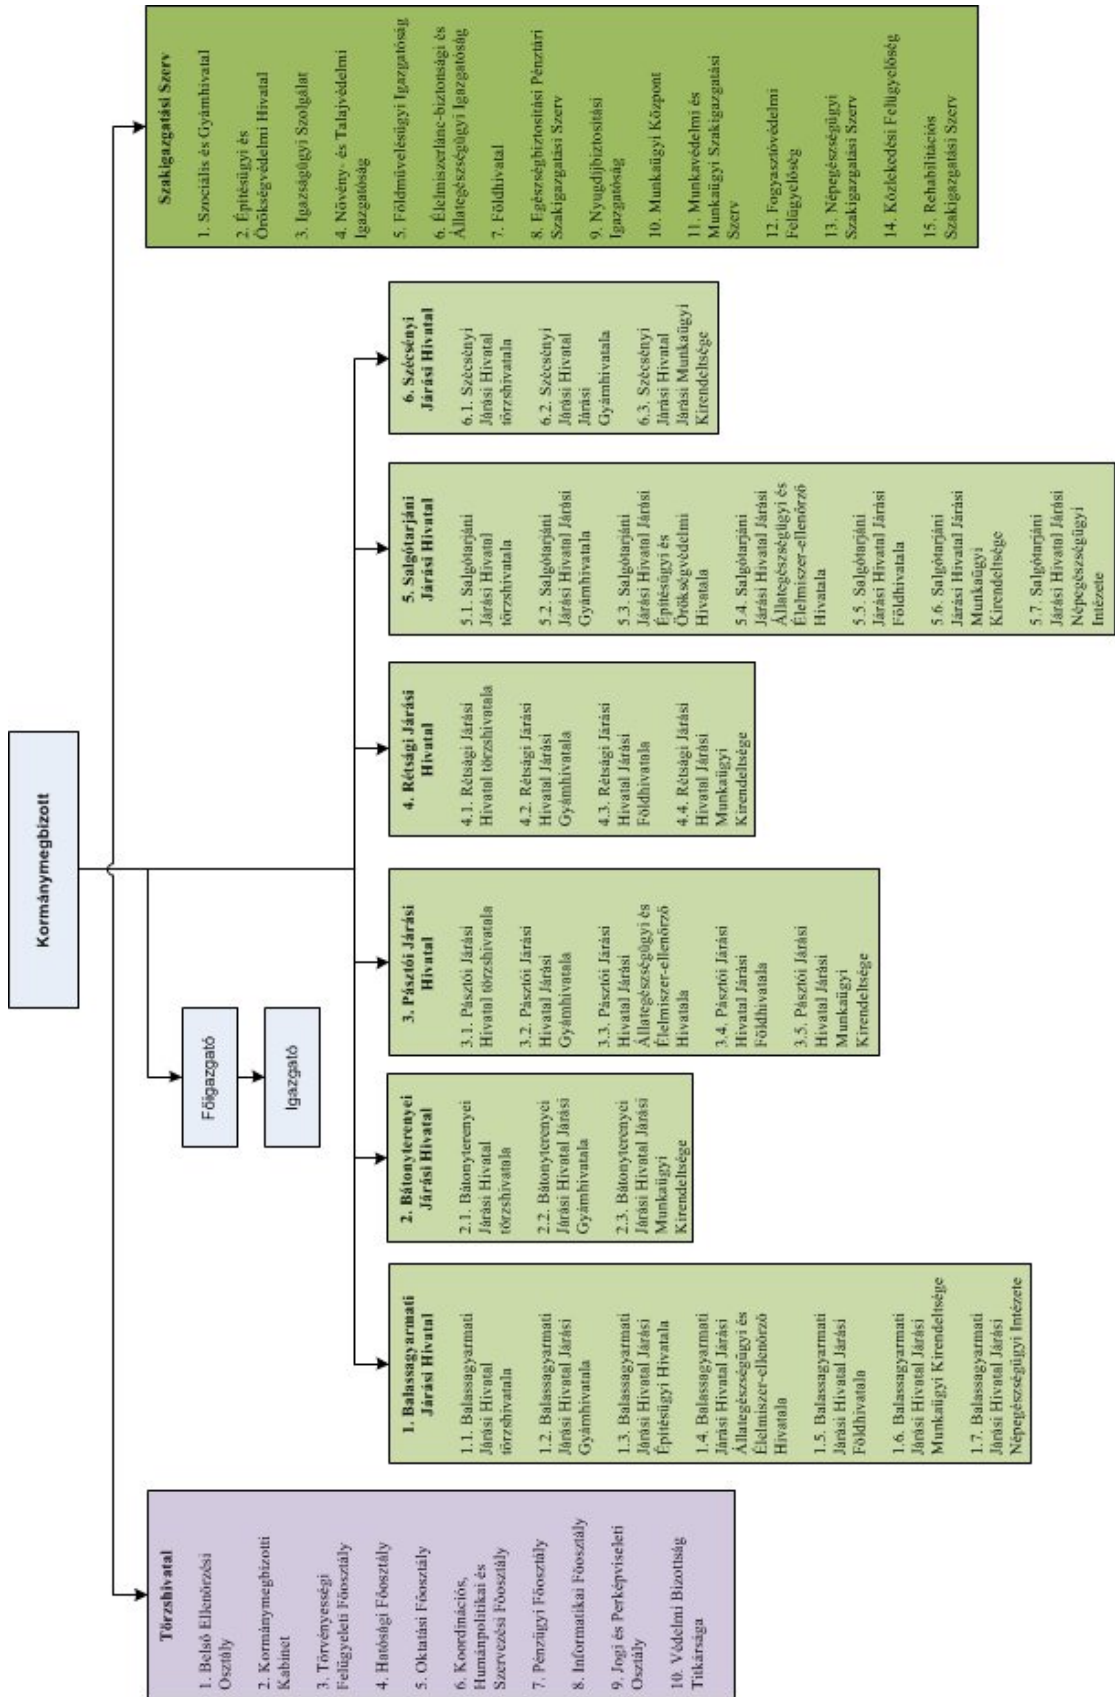 Kormánymegbízott
Főigazgató
Igazgató
Törzshivatal
1. Belső Ellenőrzési
Osztály
2. Kormánymegbízotti
Kabinet
3. Törvényességi
Felügyeleti Főosztály
4. Hatósági Főosztály
5. Oktatási Főosztály
6. Koordinációs,
Humánpolitikai és
Szervezési Főosztály
7. Pénzügyi Főosztály
8. Informatikai Főosztály
9. Jogi és Perképviseleti
Osztály
10. Védelmi Bizottság
Titkársága
1. Balassagyarmati
Járási Hivatal
1.1. Balassagyarmati
Járási Hivatal
törzshivatala
1.2. Balassagyarmati
Járási Hivatal Járási
Gyámhivatala
1.3. Balassagyarmati
Járási Hivatal Járási
Építésügyi Hivatala
1.4. Balassagyarmati
Járási Hivatal Járási
Állategészségügyi és
Élelmiszer-ellenőrző
Hivatala
1.5. Balassagyarmati
Járási Hivatal Járási
Földhivatala
1.6. Balassagyarmati
Járási Hivatal Járási
Munkaügyi Kirendeltsége
1.7. Balassagyarmati
Járási Hivatal Járási
Népegészségügyi Intézete
2. Bátonyterenyei
Járási Hivatal
2.1. Bátonyterenyei
Járási Hivatal
törzshivatala
2.2. Bátonyterenyei
Járási Hivatal Járási
Gyámhivatala
2.3. Bátonyterenyei
Járási Hivatal Járási
Munkaügyi
Kirendeltsége
3. Pásztói Járási
Hivatal
3.1. Pásztói Járási
Hivatal törzshivatala
3.2. Pásztói Járási
Hivatal Járási
Gyámhivatala
3.3. Pásztói Járási
Hivatal Járási
Állategészségügyi és
Élelmiszer-ellenőrző
Hivatala
3.4. Pásztói Járási
Hivatal Járási
Földhivatala
3.5. Pásztói Járási
Hivatal Járási
Munkaügyi
Kirendeltsége
4. Rétsági Járási
Hivatal
4.1. Rétsági Járási
Hivatal törzshivatala
4.2. Rétsági Járási
Hivatal Járási
Gyámhivatala
4.3. Rétsági Járási
Hivatal Járási
Földhivatala
4.4. Rétsági Járási
Hivatal Járási
Munkaügyi
Kirendeltsége
5. Salgótarjáni
Járási Hivatal
5.1. Salgótarjáni
Járási Hivatal
törzshivatala
5.2. Salgótarjáni
Járási Hivatal Járási
Gyámhivatala
5.3. Salgótarjáni
Járási Hivatal Járási
Építésügyi és
Örökségvédelmi
Hivatala
5.4. Salgótarjáni
Járási Hivatal Járási
Állategészségügyi és
Élelmiszer-ellenőrző
Hivatala
5.5. Salgótarjáni
Járási Hivatal Járási
Földhivatala
5.6. Salgótarjáni
Járási Hivatal Járási
Munkaügyi
Kirendeltsége
5.7. Salgótarjáni
Járási Hivatal Járási
Népegészségügyi
Intézete
6. Szécsényi
Járási Hivatal
6.1. Szécsényi
Járási Hivatal
törzshivatala
6.2. Szécsényi
Járási Hivatal
Járási
Gyámhivatala
6.3. Szécsényi
Járási Hivatal
Járási Munkaügyi
Kirendeltsége
Szakigazgatási Szerv
1. Szociális és Gyámhivatal
2. Építésügyi és
Örökségvédelmi Hivatal
3. Igazságügyi Szolgálat
4. Növény- és Talajvédelmi
Igazgatóság
5. Földművelésügyi Igazgatóság
6. Élelmiszerlánc-biztonsági és
Állategészségügyi Igazgatóság
7. Földhivatal
8. Egészségbiztosítási Pénztári
Szakigazgatási Szerv
9. Nyugdíjbiztosítási
Igazgatóság
10. Munkaügyi Központ
11. Munkavédelmi és
Munkaügyi Szakigazgatási
Szerv
12. Fogyasztóvédelmi
Felügyelőség
13. Népegészségügyi
Szakigazgatási Szerv
14. Közlekedési Felügyelőség
15. Rehabilitációs
Szakigazgatási Szerv